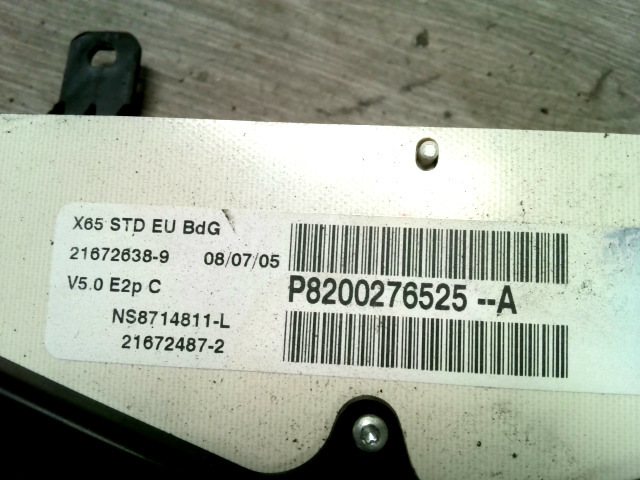 X65 STD EU BdG
21672638-9 08/07/05
V5.0 E2p C
P8200276525 --A
NS8714811-L
21672487-2